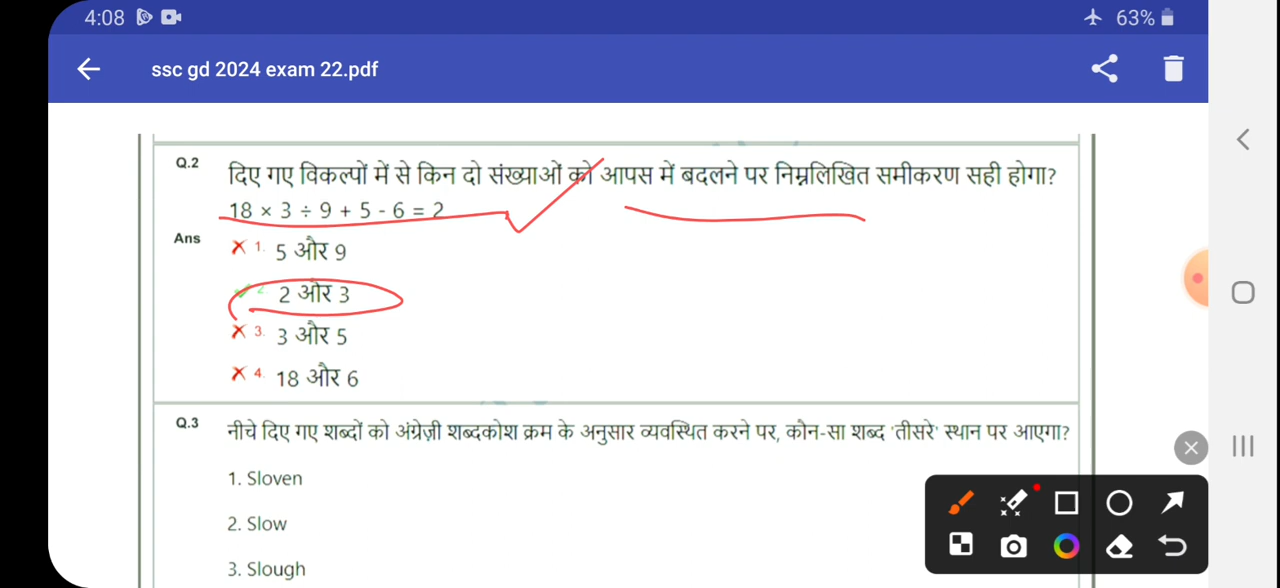 4:08
63%
ssc gd 2024 exam 22.pdf
Q.2
दिए गए विकल्पों में से किन दो संख्याओं को आपस में बदलने पर निम्नलिखित समीकरण सही होगा?
18 × 3 ÷ 9 + 5 - 6 = 2
Ans
1. 5 और 9
2. 2 और 3
3. 3 और 5
4. 18 और 6
Q.3
नीचे दिए गए शब्दों को अंग्रेज़ी शब्दकोश क्रम के अनुसार व्यवस्थित करने पर, कौन-सा शब्द 'तीसरे' स्थान पर आएगा?
1. Sloven
2. Slow
3. Slough